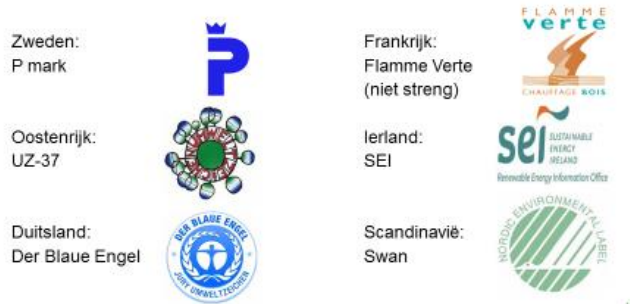 Zweden:
P mark
P
Frankrijk:
Flamme Verte
(niet streng)
FLAMME
verte
CHAUFFAGE BOIS
Oostenrijk:
UZ-37
UMWELTZEICHEN
Ierland:
SEI
sei
SUSTAINABLE
ENERGY
IRELAND
Renewable Energy Information Office
Duitsland:
Der Blaue Engel
DER BLAUE ENGEL
JURY UMWELTZEICHEN
Scandinavië:
Swan
NORDIC ENVIRONMENTAL LABEL